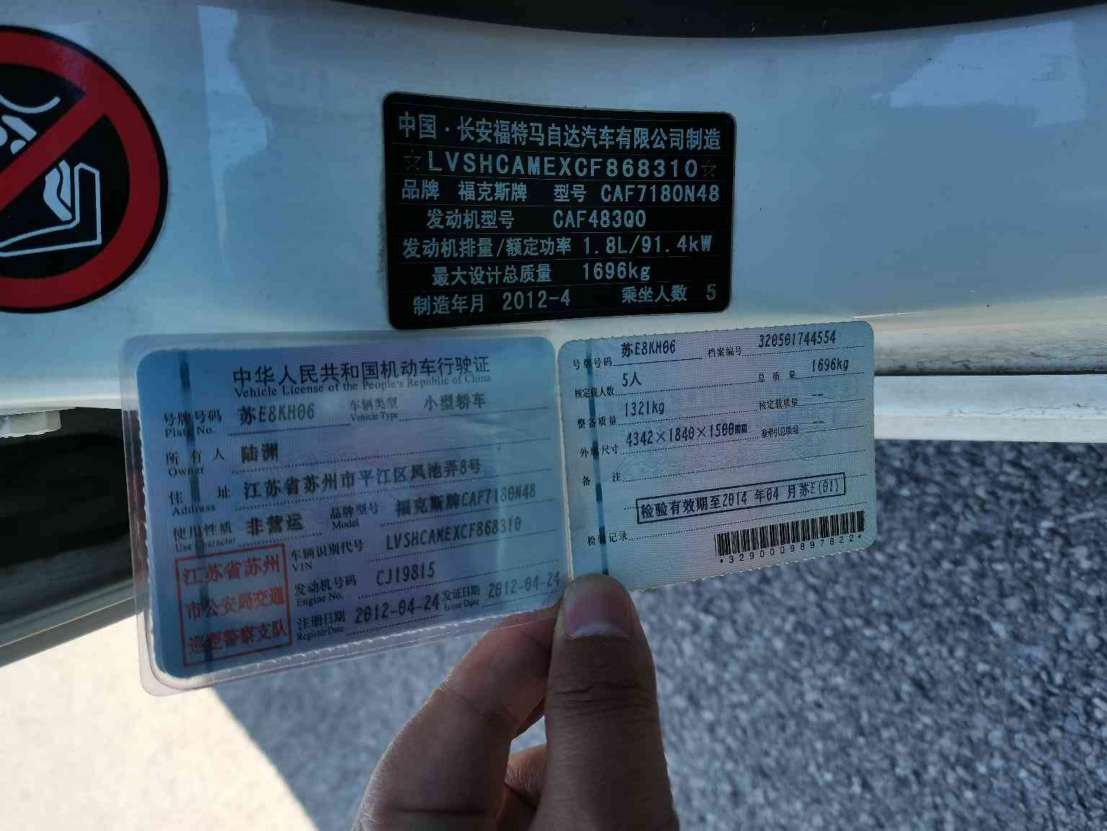 中国·长安福特马自达汽车有限公司制造
☆LVSHCAMEXCF868310☆
品牌 福克斯牌 型号 CAF7180N48
发动机型号 CAF483Q0
发动机排量/额定功率 1.8L/91.4kW
最大设计总质量 1696kg
制造年月 2012-4 乘坐人数 5
中华人民共和国机动车行驶证
Vehicle License of the People's Republic of China
号牌号码 苏E8KH06 车辆类型 小型轿车
Plate No. Vehicle Type
所有人 陆洲
Owner
住址 江苏省苏州市平江区凤池弄8号
Address
使用性质 非营运 品牌型号 福克斯牌CAF7180N48
Use Character Model
车辆识别代号 LVSHCAMEXCF868310
VIN
发动机号码 CJ19815
Engine No.
注册日期 2012-04-24 发证日期 2012-04-24
Register Date Issue Date
江苏省苏州
市公安局交通
巡逻警察支队
号牌号码 苏E8KH06 档案编号 320501744554
核定载人数 5人 总质量 1696kg
整备质量 1321kg 核定载质量 --
外廓尺寸 4342×1840×1500mm 准牵引总质量 --
备注
检验有效期至2014年04月苏E(01)
检验记录
*3290009897822*